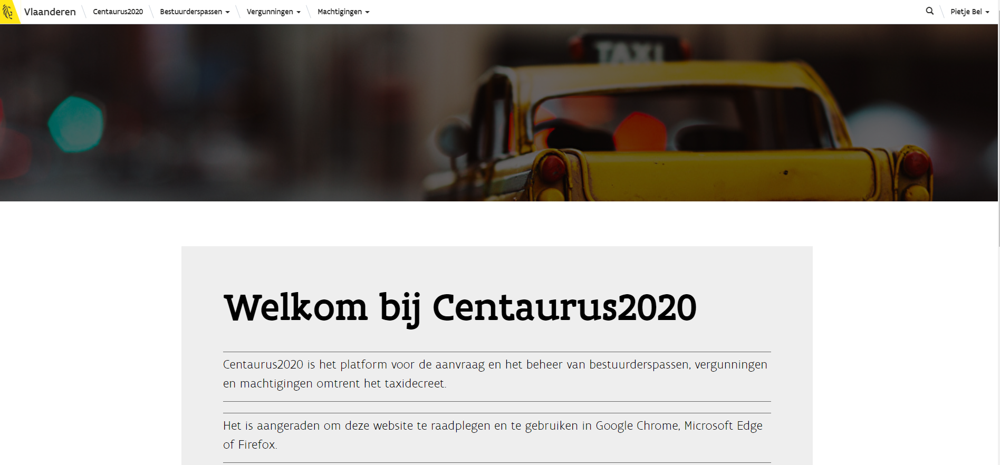 Vlaanderen
Centaurus2020
Bestuurderspassen
Vergunningen
Machtigingen
Pietje Bel
TAXI
Welkom bij Centaurus2020
Centaurus2020 is het platform voor de aanvraag en het beheer van bestuurderspassen, vergunningen
en machtigingen omtrent het taxidecreet.
Het is aangeraden om deze website te raadplegen en te gebruiken in Google Chrome, Microsoft Edge
of Firefox.